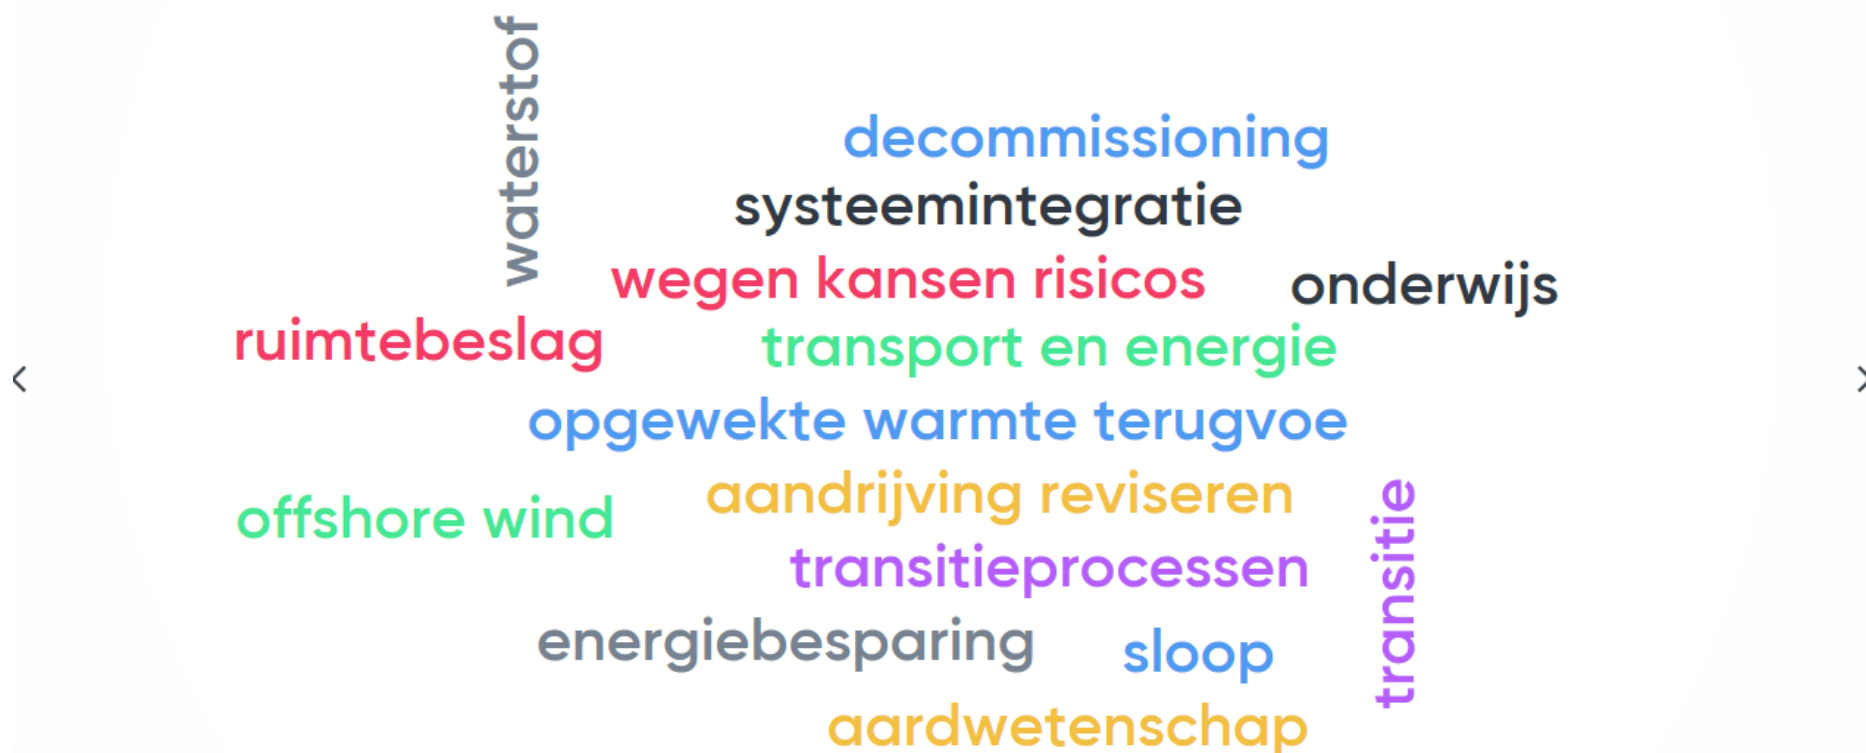 waterstof
decommissioning
systeemintegratie
wegen kansen risicos
onderwijs
ruimtebeslag
transport en energie
opgewekte warmte terugvoe
aandrijving reviseren
offshore wind
transitie
transitieprocessen
energiebesparing
sloop
aardwetenschap